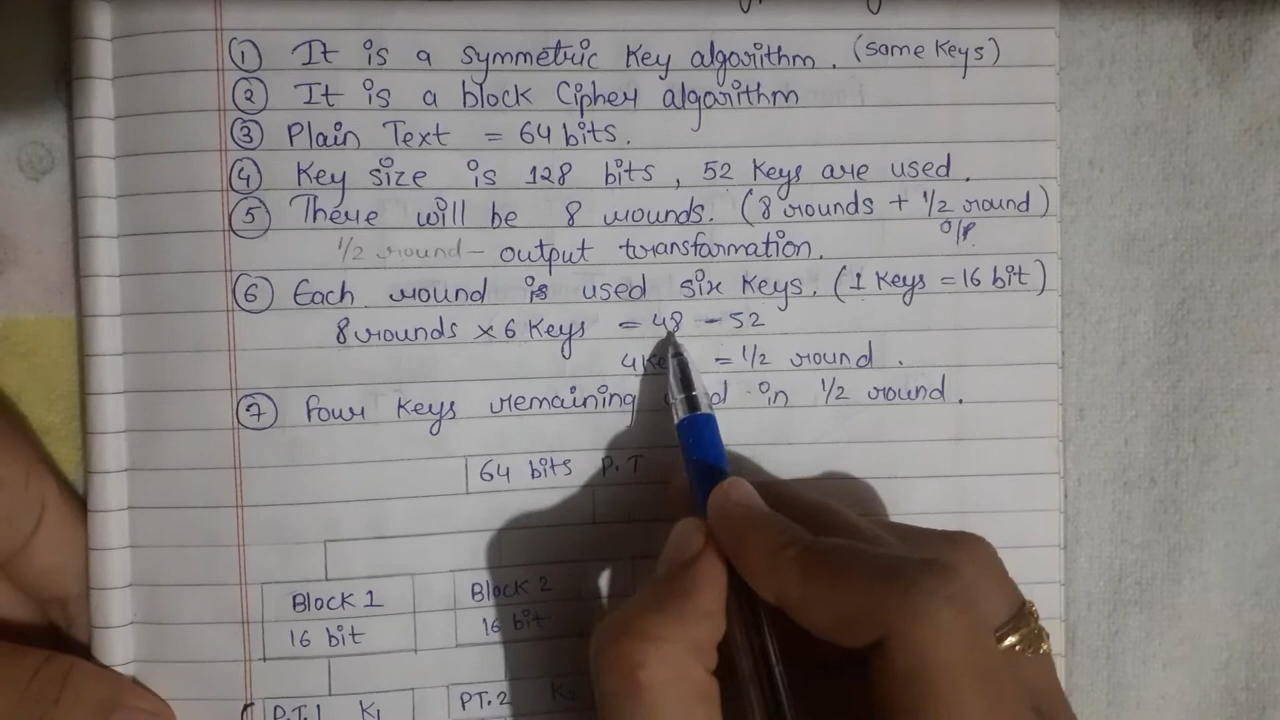 ① It is a symmetric Key algorithm. (same Keys)
② It is a block Cipher algorithm
③ Plain Text = 64 bits.
④ Key size is 128 bits, 52 Keys are used.
⑤ There will be 8 rounds. (8 rounds + 1/2 round)
O/P.
1/2 round - output transformation.
⑥ Each round is used six Keys. (1 Keys = 16 bit)
8 rounds × 6 Keys = 48 - 52
4 = 1/2 round.
⑦ Four Keys remaining in 1/2 round.
64 bits P.T
Block 1 Block 2
16 bit 16 bit
P.T.1 K1 PT.2 K2